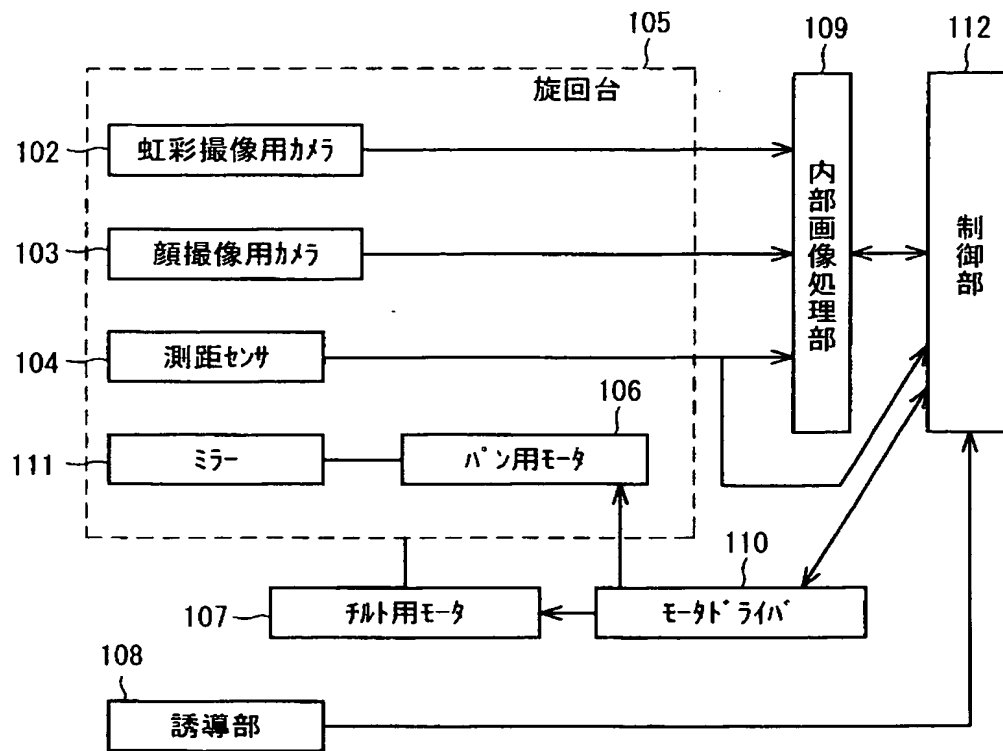 105
109
112
旋回台
102
虹彩撮像用カメラ
内部画像処理部
制御部
103
顔撮像用カメラ
104
測距センサ
106
111
ミラー
パン用モータ
110
107
チルト用モータ
モータドライバ
108
誘導部